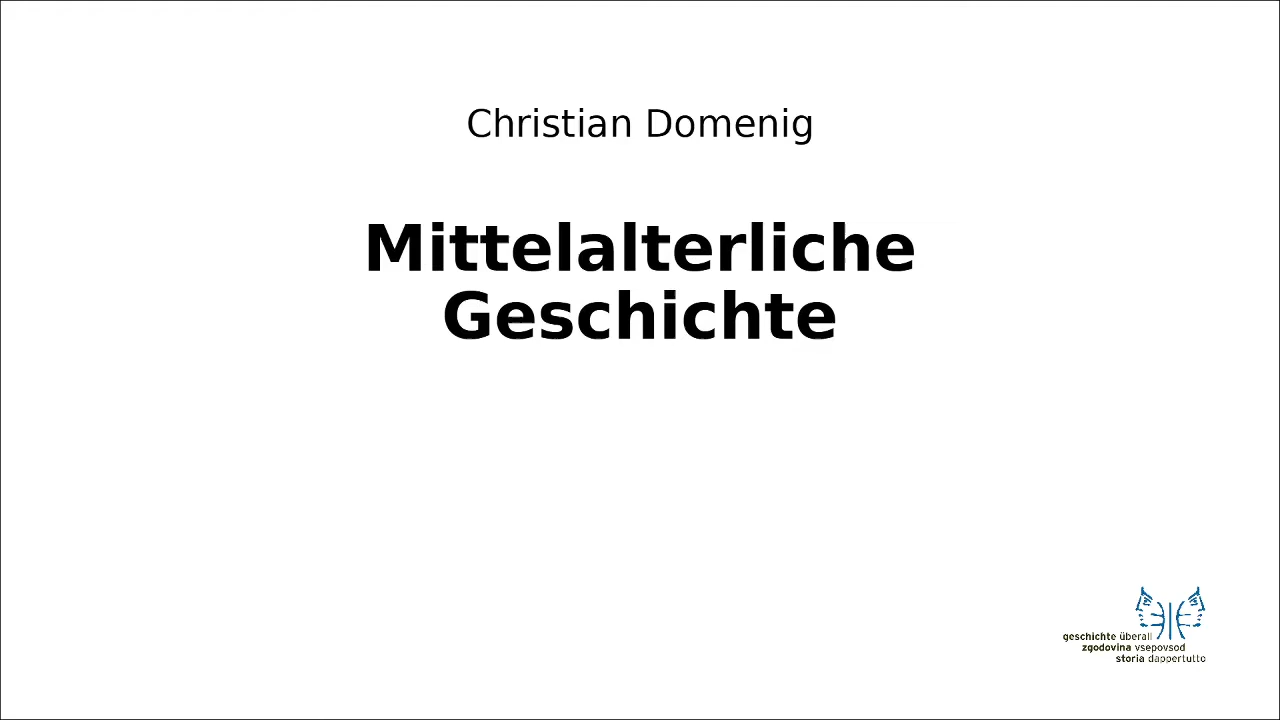 Christian Domenig
Mittelalterliche
Geschichte
geschichte überall
zgodovina vsepovsod
storia dappertutto